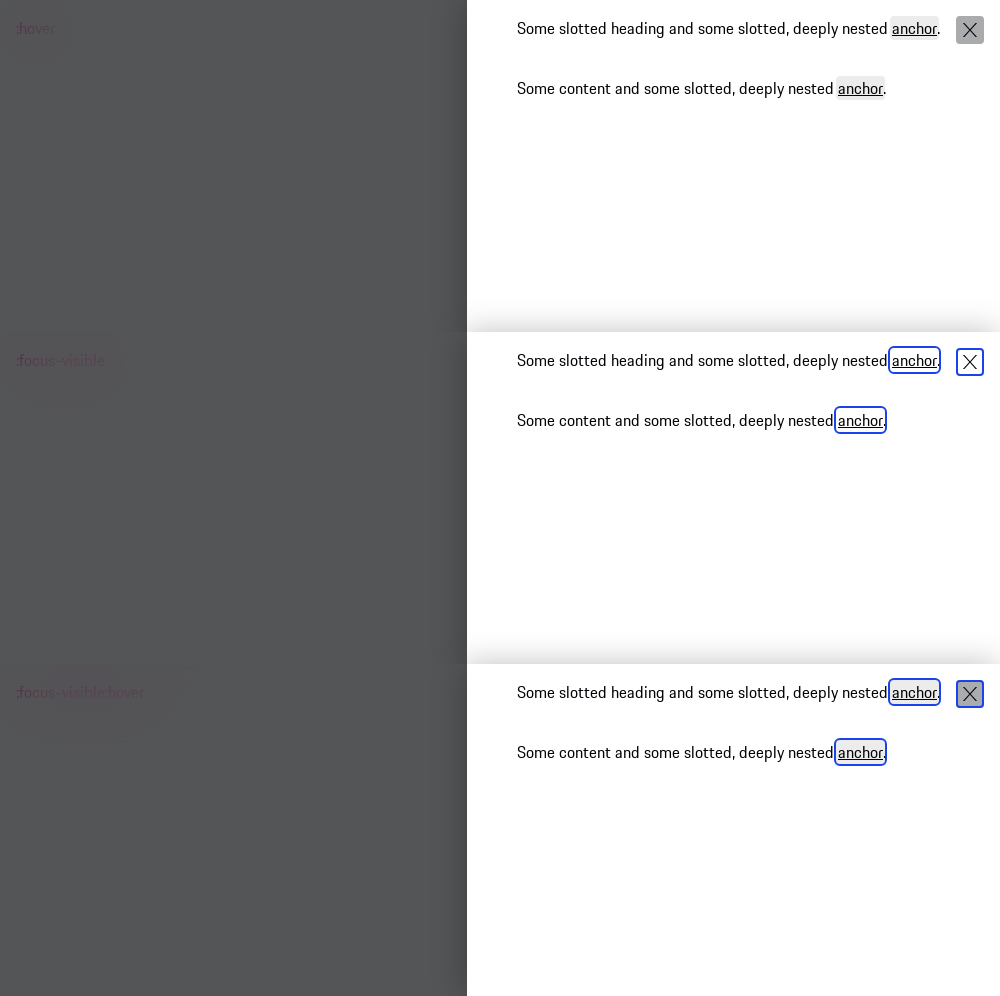 :hover
Some slotted heading and some slotted, deeply nested anchor.
Some content and some slotted, deeply nested anchor.
:focus-visible
Some slotted heading and some slotted, deeply nested anchor.
Some content and some slotted, deeply nested anchor.
:focus-visible:hover
Some slotted heading and some slotted, deeply nested anchor.
Some content and some slotted, deeply nested anchor.